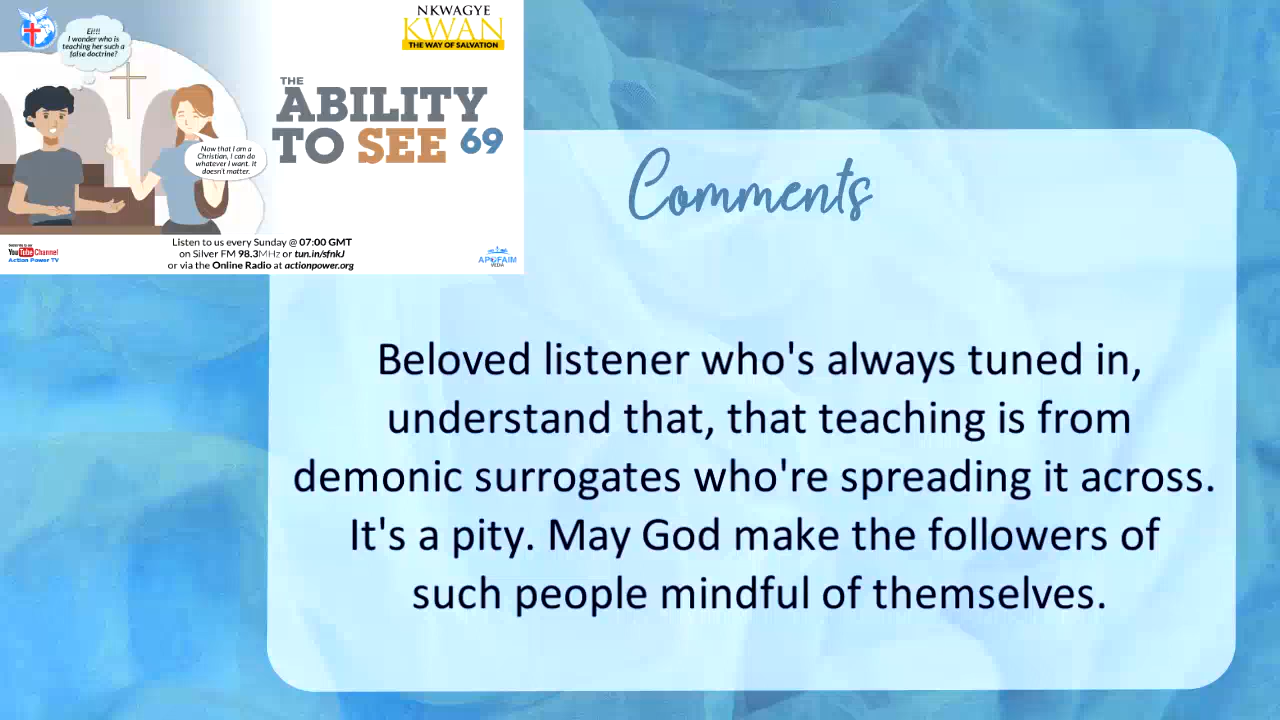 Ei!!!
I wonder who is
teaching her such a
false doctrine?
NKWAGYE
KWAN
THE WAY OF SALVATION
THE
ABILITY
TO SEE 69
Now that I am a
Christian, I can do
whatever I want. It
doesn't matter.
Listen to us every Sunday @ 07:00 GMT
on Silver FM 98.3MHz or tun.in/sfnkJ
or via the Online Radio at actionpower.org
YouTube Channel
Action Power TV
APOFAIM
MEDIA
Comments
Beloved listener who's always tuned in,
understand that, that teaching is from
demonic surrogates who're spreading it across.
It's a pity. May God make the followers of
such people mindful of themselves.